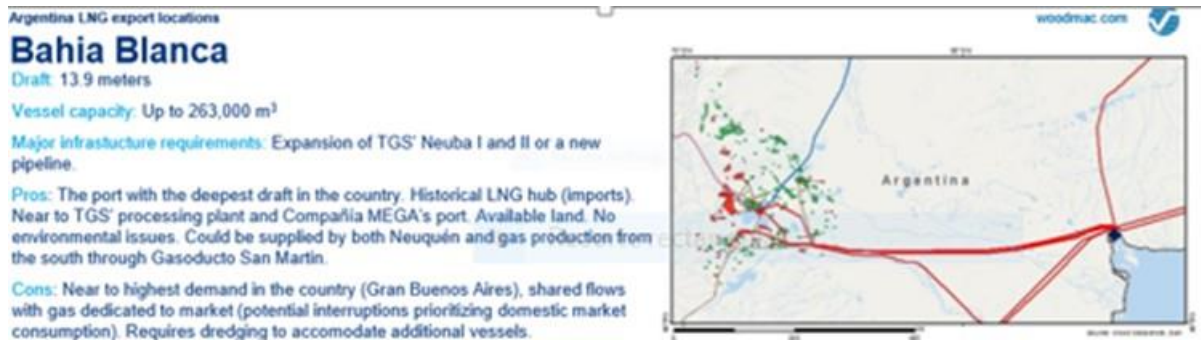 Argentina LNG export locations
woodmac.com
Bahia Blanca
Draft: 13.9 meters
Vessel capacity: Up to 263,000 m³
Major infrastucture requirements: Expansion of TGS' Neuba I and II or a new
pipeline.
Pros: The port with the deepest draft in the country. Historical LNG hub (imports).
Near to TGS' processing plant and Compañía MEGA's port. Available land. No
environmental issues. Could be supplied by both Neuquén and gas production from
the south through Gasoducto San Martin.
Cons: Near to highest demand in the country (Gran Buenos Aires), shared flows
with gas dedicated to market (potential interruptions prioritizing domestic market
consumption). Requires dredging to accomodate additional vessels.
Argentina